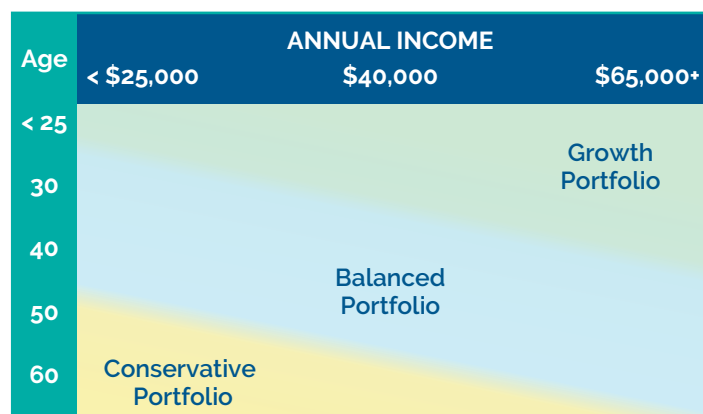 Age
ANNUAL INCOME
< $25,000 $40,000 $65,000+
< 25
Growth
Portfolio
30
40
Balanced
Portfolio
50
Conservative
Portfolio
60